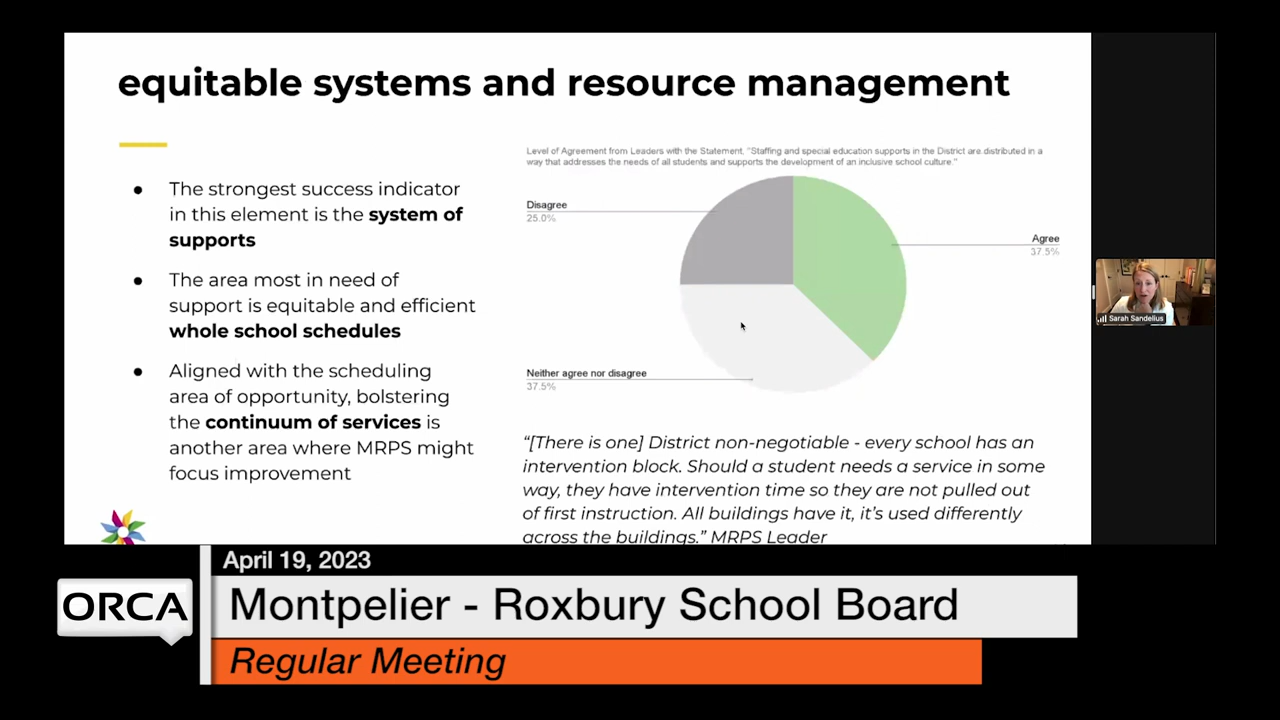 equitable systems and resource management
● The strongest success indicator
in this element is the system of
supports
● The area most in need of
support is equitable and efficient
whole school schedules
● Aligned with the scheduling
area of opportunity, bolstering
the continuum of services is
another area where MRPS might
focus improvement
Level of Agreement from Leaders with the Statement, "Staffing and special education supports in the District are distributed in a
way that addresses the needs of all students and supports the development of an inclusive school culture."
Disagree
25.0%
Agree
37.5%
Neither agree nor disagree
37.5%
“[There is one] District non-negotiable - every school has an
intervention block. Should a student needs a service in some
way, they have intervention time so they are not pulled out
of first instruction. All buildings have it, it’s used differently
across the buildings.” MRPS Leader
Sarah Sandelius
April 19, 2023
ORCA
Montpelier - Roxbury School Board
Regular Meeting